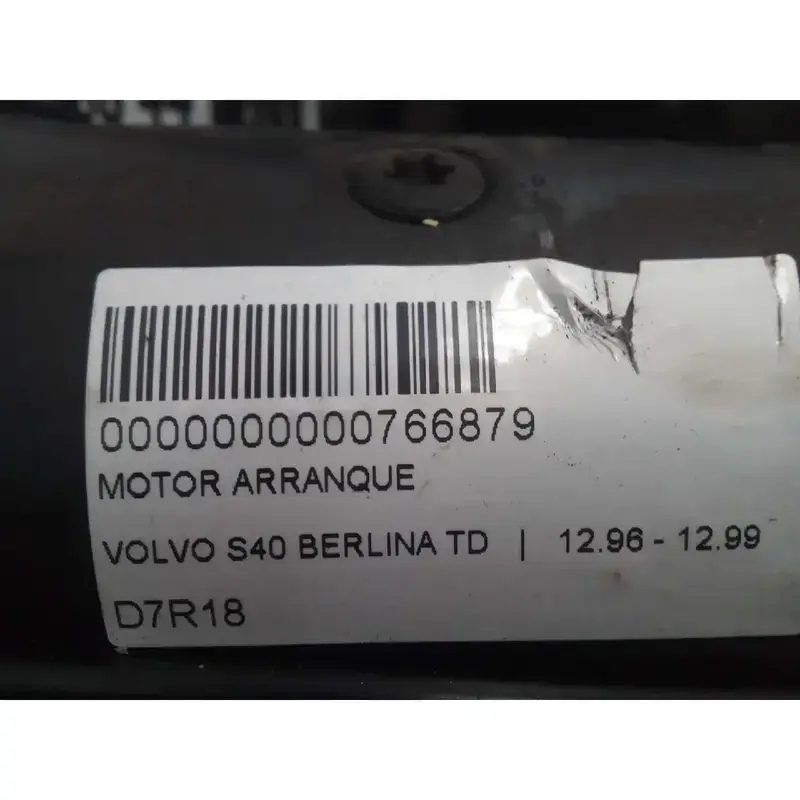 0000000000766879
MOTOR ARRANQUE
VOLVO S40 BERLINA TD | 12.96 - 12.99
D7R18